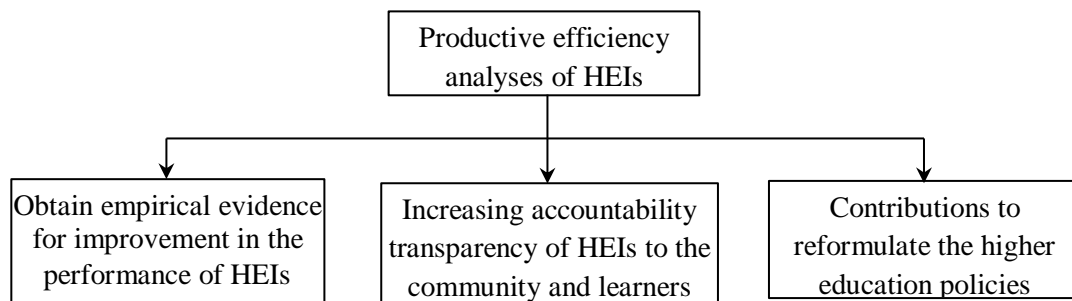 Productive efficiency
analyses of HEIs
Obtain empirical evidence
for improvement in the
performance of HEIs
Increasing accountability
transparency of HEIs to the
community and learners
Contributions to
reformulate the higher
education policies